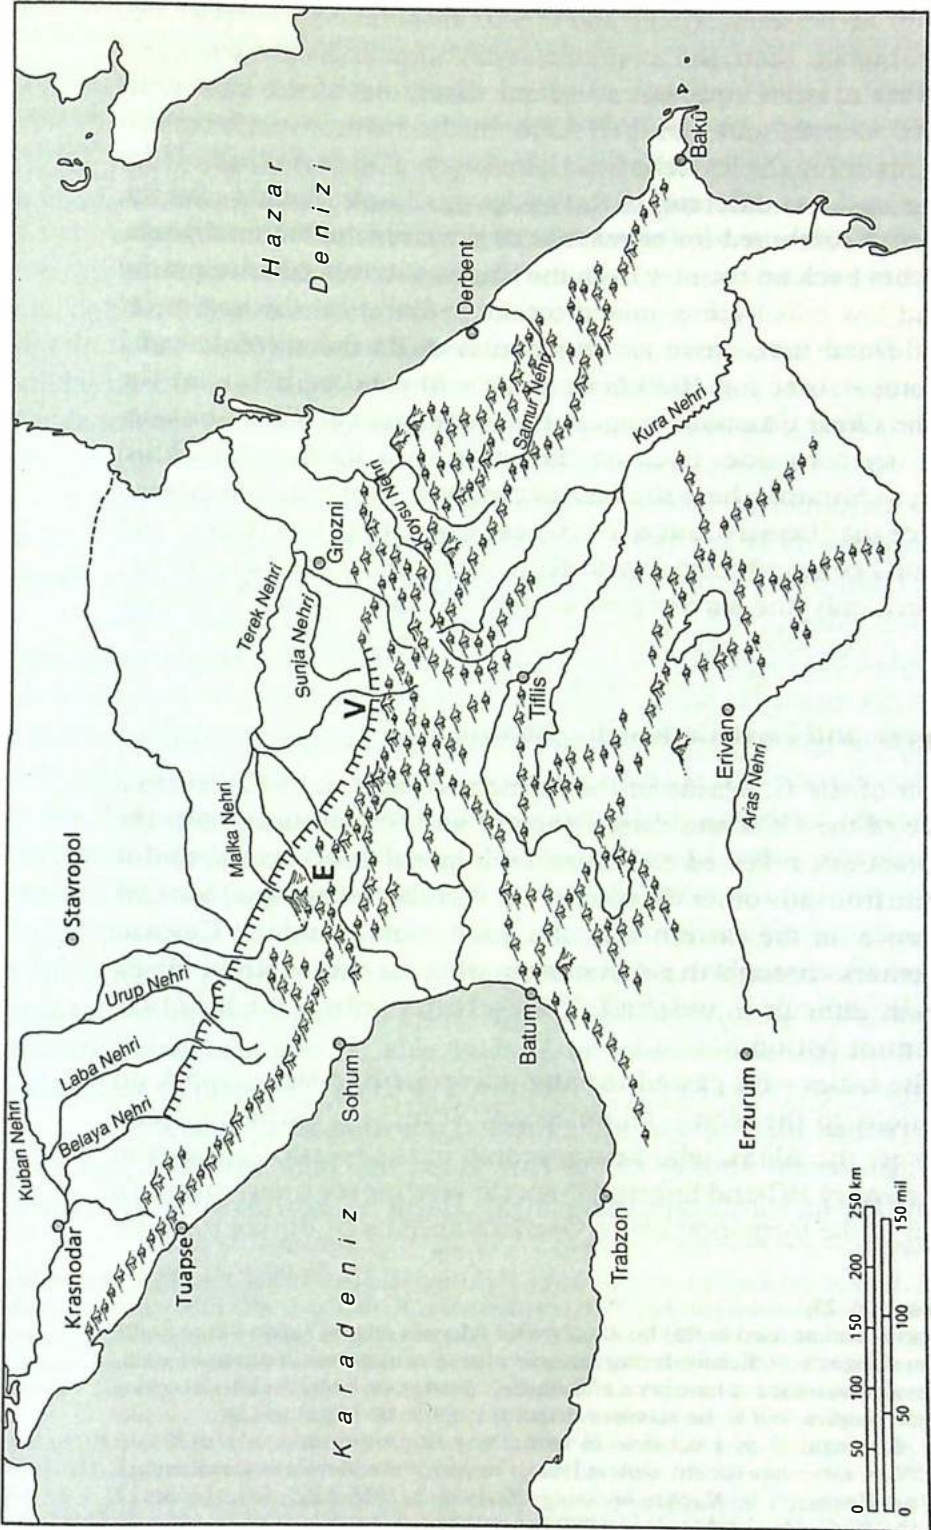 Stavropol
Krasnodar
Kuban Nehri
Laba Nehri
Urup Nehri
Belaya Nehri
Malka Nehri
Terek Nehri
Sunja Nehri
Grozni
Koysu Nehri
Hazar
Denizi
Derbent
Samur Nehri
Baku
Tuapse
Sohum
E
V
Karadeniz
Batum
Tiflis
Kura Nehri
Trabzon
Erzurum
Erivan
Aras Nehri
0 50 100 150 200 250 km
0 50 100 150 mil